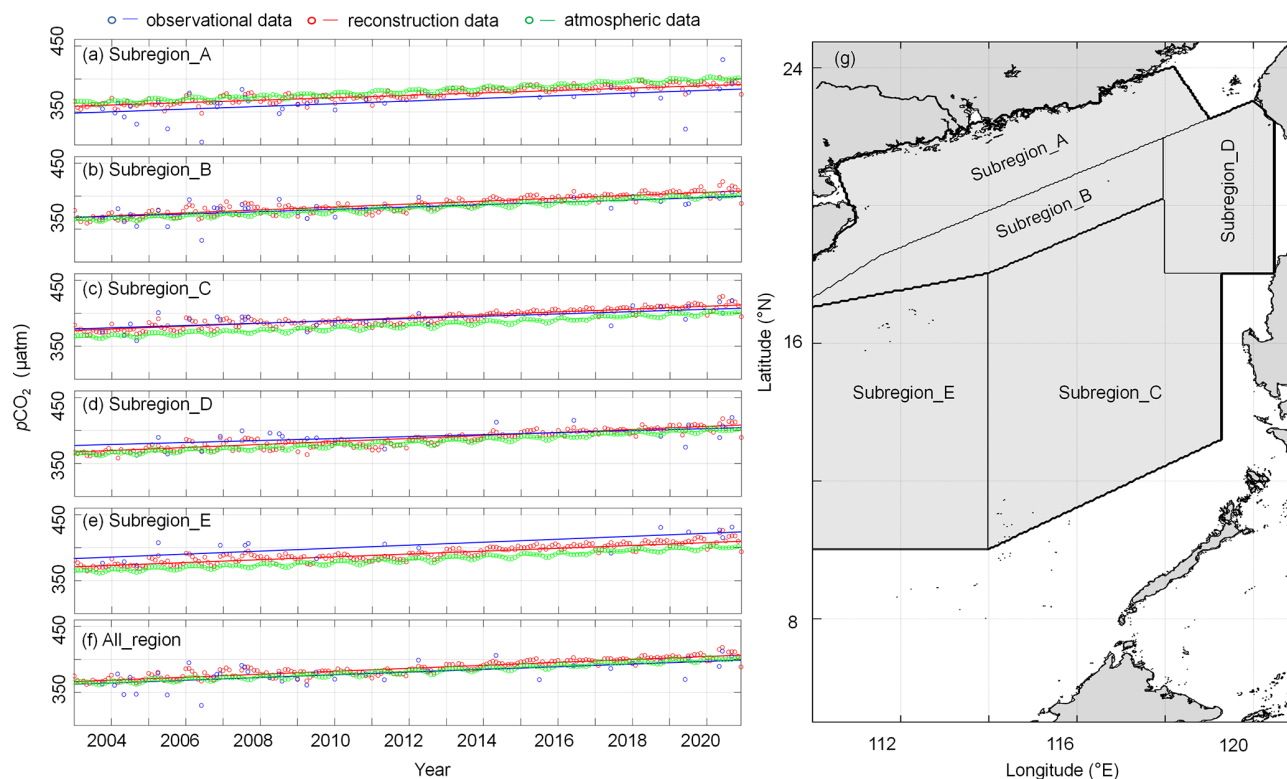 observational data
reconstruction data
atmospheric data
(a) Subregion_A
450
350
(b) Subregion_B
450
350
(c) Subregion_C
450
350
(d) Subregion_D
450
350
(e) Subregion_E
450
350
(f) All_region
450
350
pCO₂ (µatm)
2004 2006 2008 2010 2012 2014 2016 2018 2020
Year
(g)
24
16
8
Latitude (°N)
Subregion_A
Subregion_B
Subregion_D
Subregion_E
Subregion_C
112 116 120
Longitude (°E)